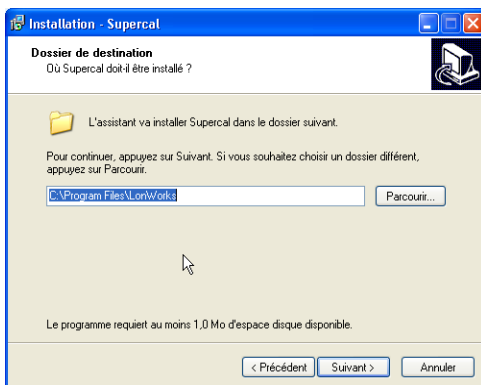 Installation - Supercal
Dossier de destination
Où Supercal doit-il être installé ?
L'assistant va installer Supercal dans le dossier suivant.
Pour continuer, appuyez sur Suivant. Si vous souhaitez choisir un dossier différent,
appuyez sur Parcourir.
C:\Program Files\LonWorks
Parcourir...
Le programme requiert au moins 1,0 Mo d'espace disque disponible.
< Précédent
Suivant >
Annuler